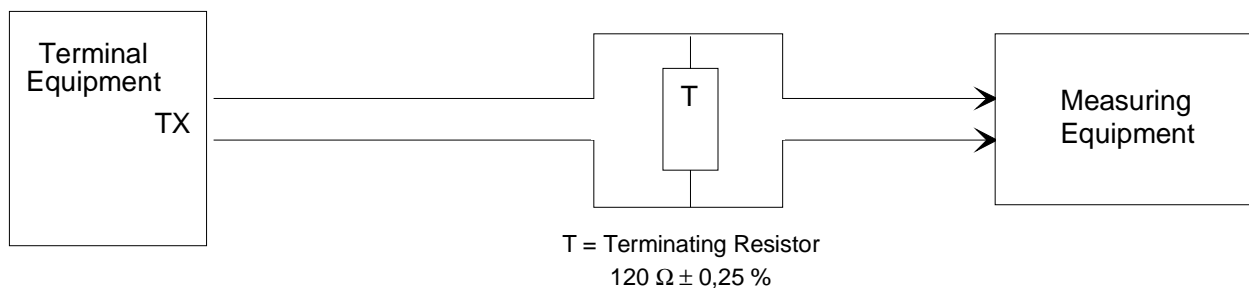 Terminal
Equipment
TX
T
Measuring
Equipment
T = Terminating Resistor
120 Ω ± 0,25 %